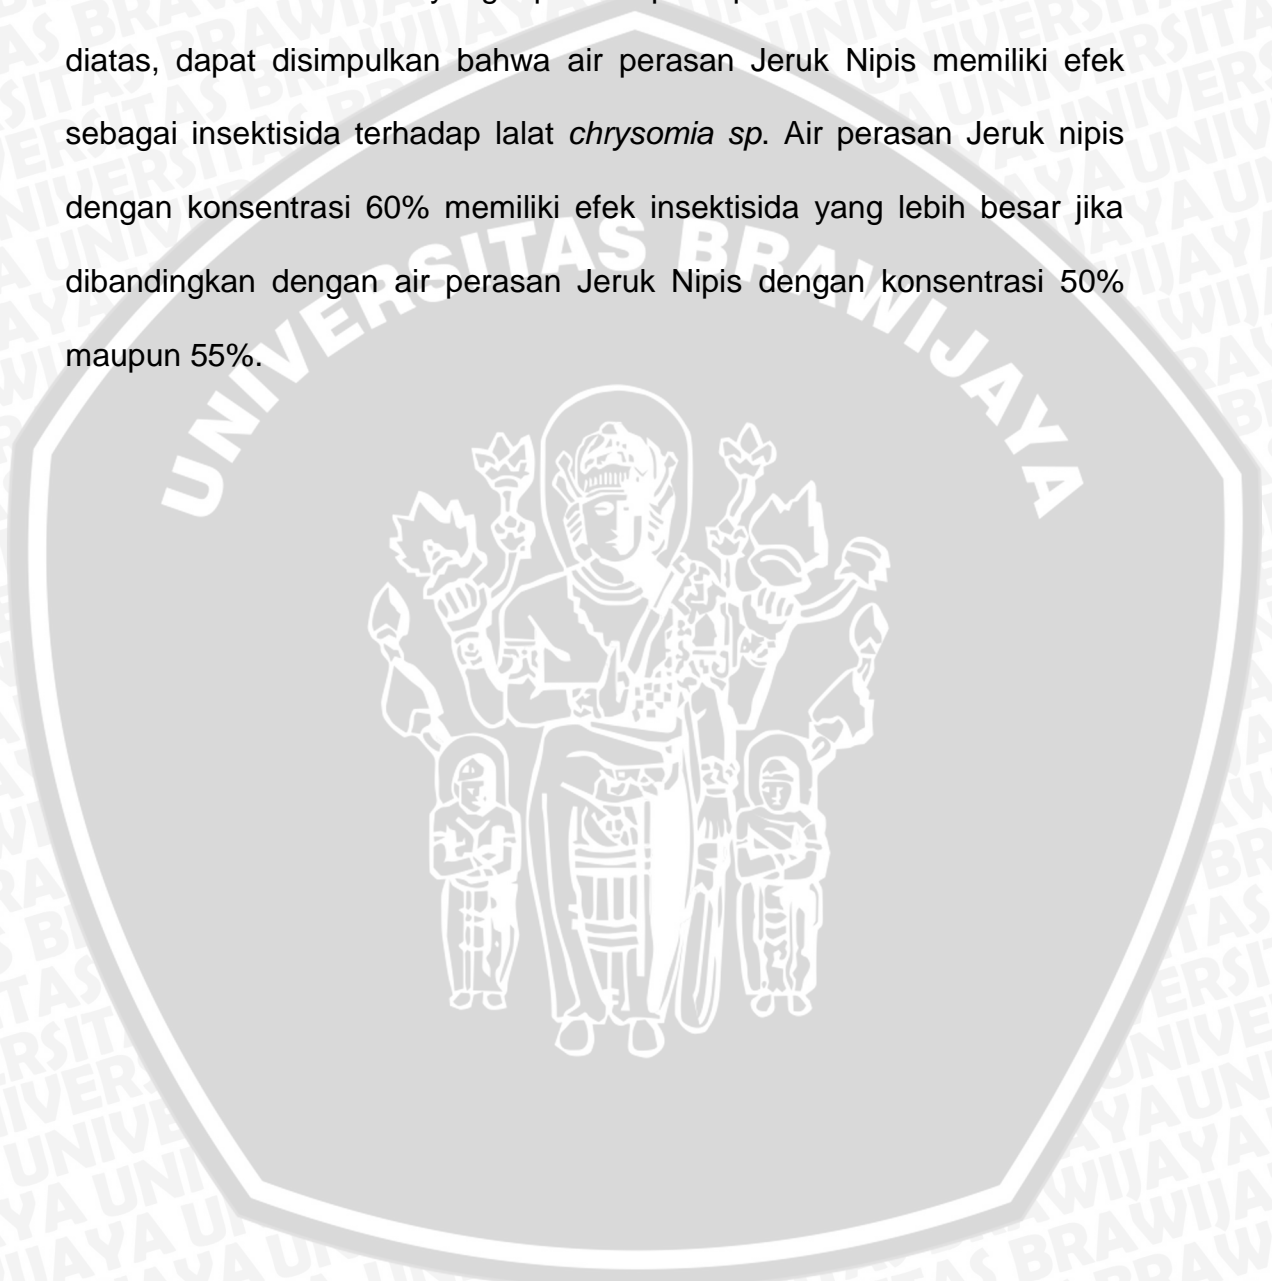 diatas, dapat disimpulkan bahwa air perasan Jeruk Nipis memiliki efek
sebagai insektisida terhadap lalat chrysomia sp. Air perasan Jeruk nipis
dengan konsentrasi 60% memiliki efek insektisida yang lebih besar jika
dibandingkan dengan air perasan Jeruk Nipis dengan konsentrasi 50%
maupun 55%.
UNIVERSITAS BRAWIJAYA